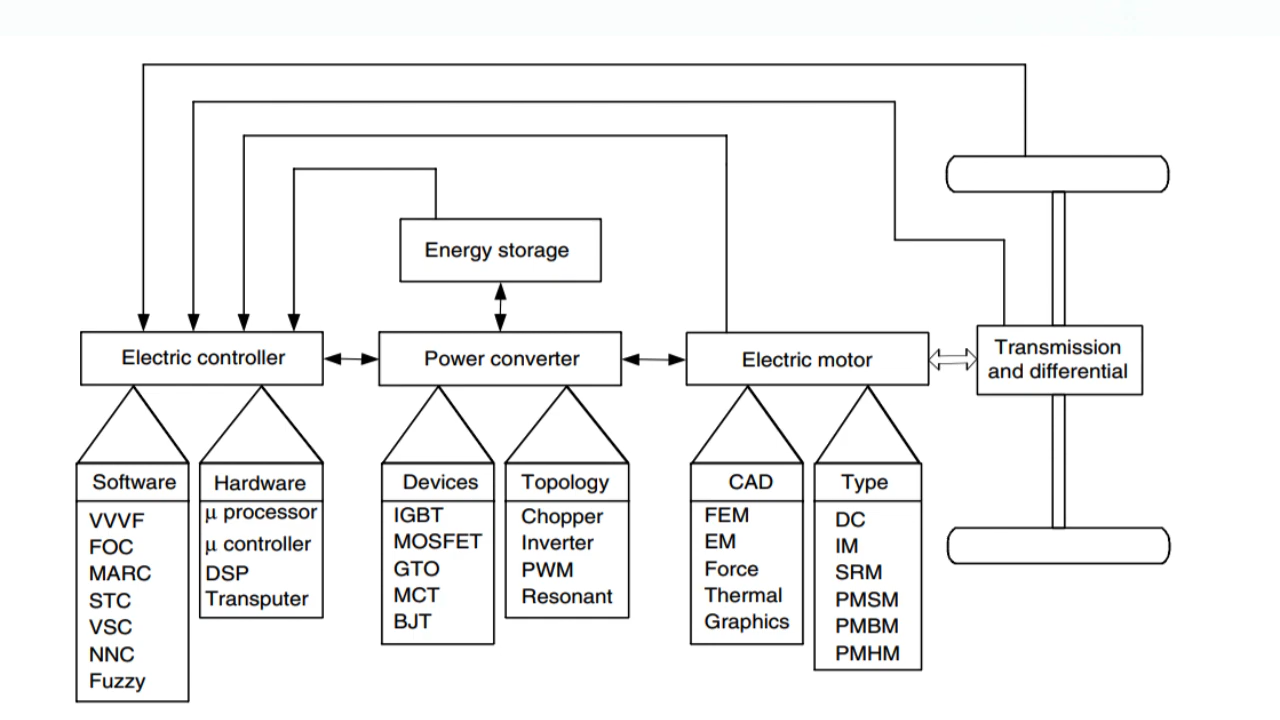 Energy storage
Electric controller
Power converter
Electric motor
Transmission
and differential
Software
VVVF
FOC
MARC
STC
VSC
NNC
Fuzzy
Hardware
μ processor
μ controller
DSP
Transputer
Devices
IGBT
MOSFET
GTO
MCT
BJT
Topology
Chopper
Inverter
PWM
Resonant
CAD
FEM
EM
Force
Thermal
Graphics
Type
DC
IM
SRM
PMSM
PMBM
PMHM